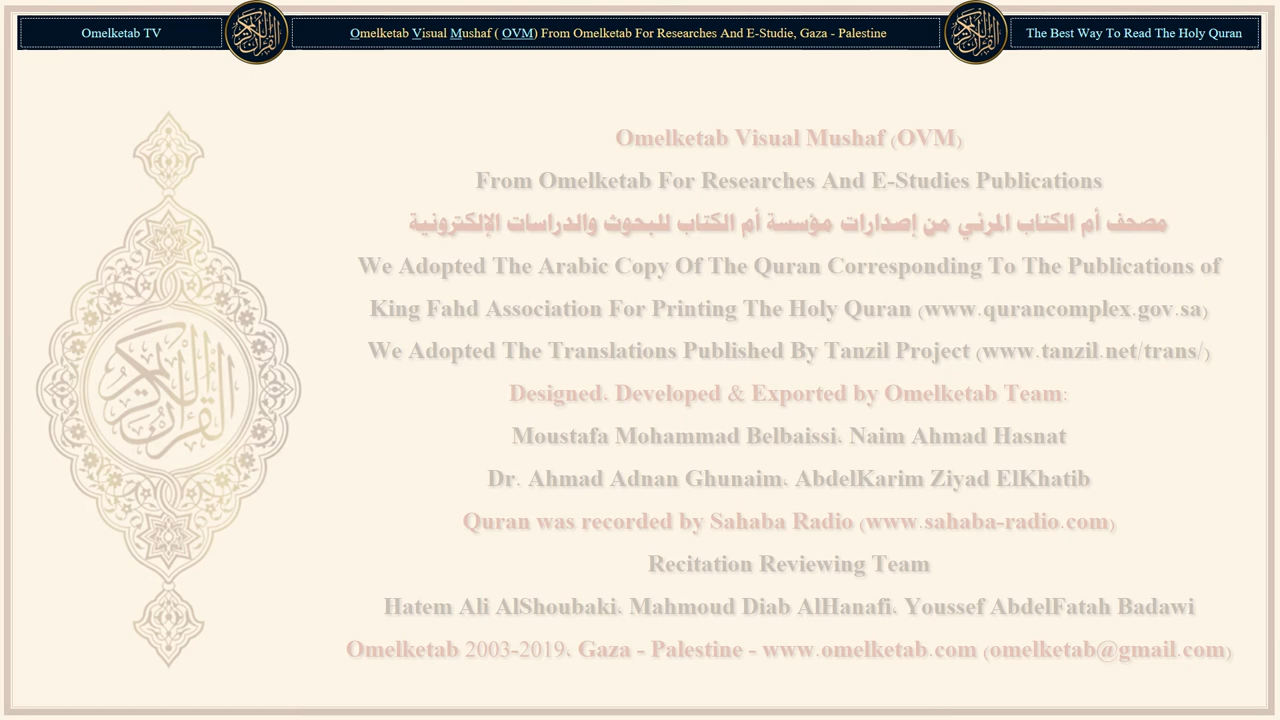 Omelketab TV
Omelketab Visual Mushaf ( OVM) From Omelketab For Researches And E-Studie, Gaza - Palestine
The Best Way To Read The Holy Quran
Omelketab Visual Mushaf (OVM)
From Omelketab For Researches And E-Studies Publications
مصحف أم الكتاب المرئي من إصدارات مؤسسة أم الكتاب للبحوث والدراسات الإلكترونية
We Adopted The Arabic Copy Of The Quran Corresponding To The Publications of
King Fahd Association For Printing The Holy Quran (www.qurancomplex.gov.sa)
We Adopted The Translations Published By Tanzil Project (www.tanzil.net/trans/)
Designed، Developed & Exported by Omelketab Team:
Moustafa Mohammad Belbaissi، Naim Ahmad Hasnat
Dr. Ahmad Adnan Ghunaim، AbdelKarim Ziyad ElKhatib
Quran was recorded by Sahaba Radio (www.sahaba-radio.com)
Recitation Reviewing Team
Hatem Ali AlShoubaki، Mahmoud Diab AlHanafi، Youssef AbdelFatah Badawi
Omelketab 2003-2019، Gaza - Palestine - www.omelketab.com (omelketab@gmail.com)
القرآن الكريم